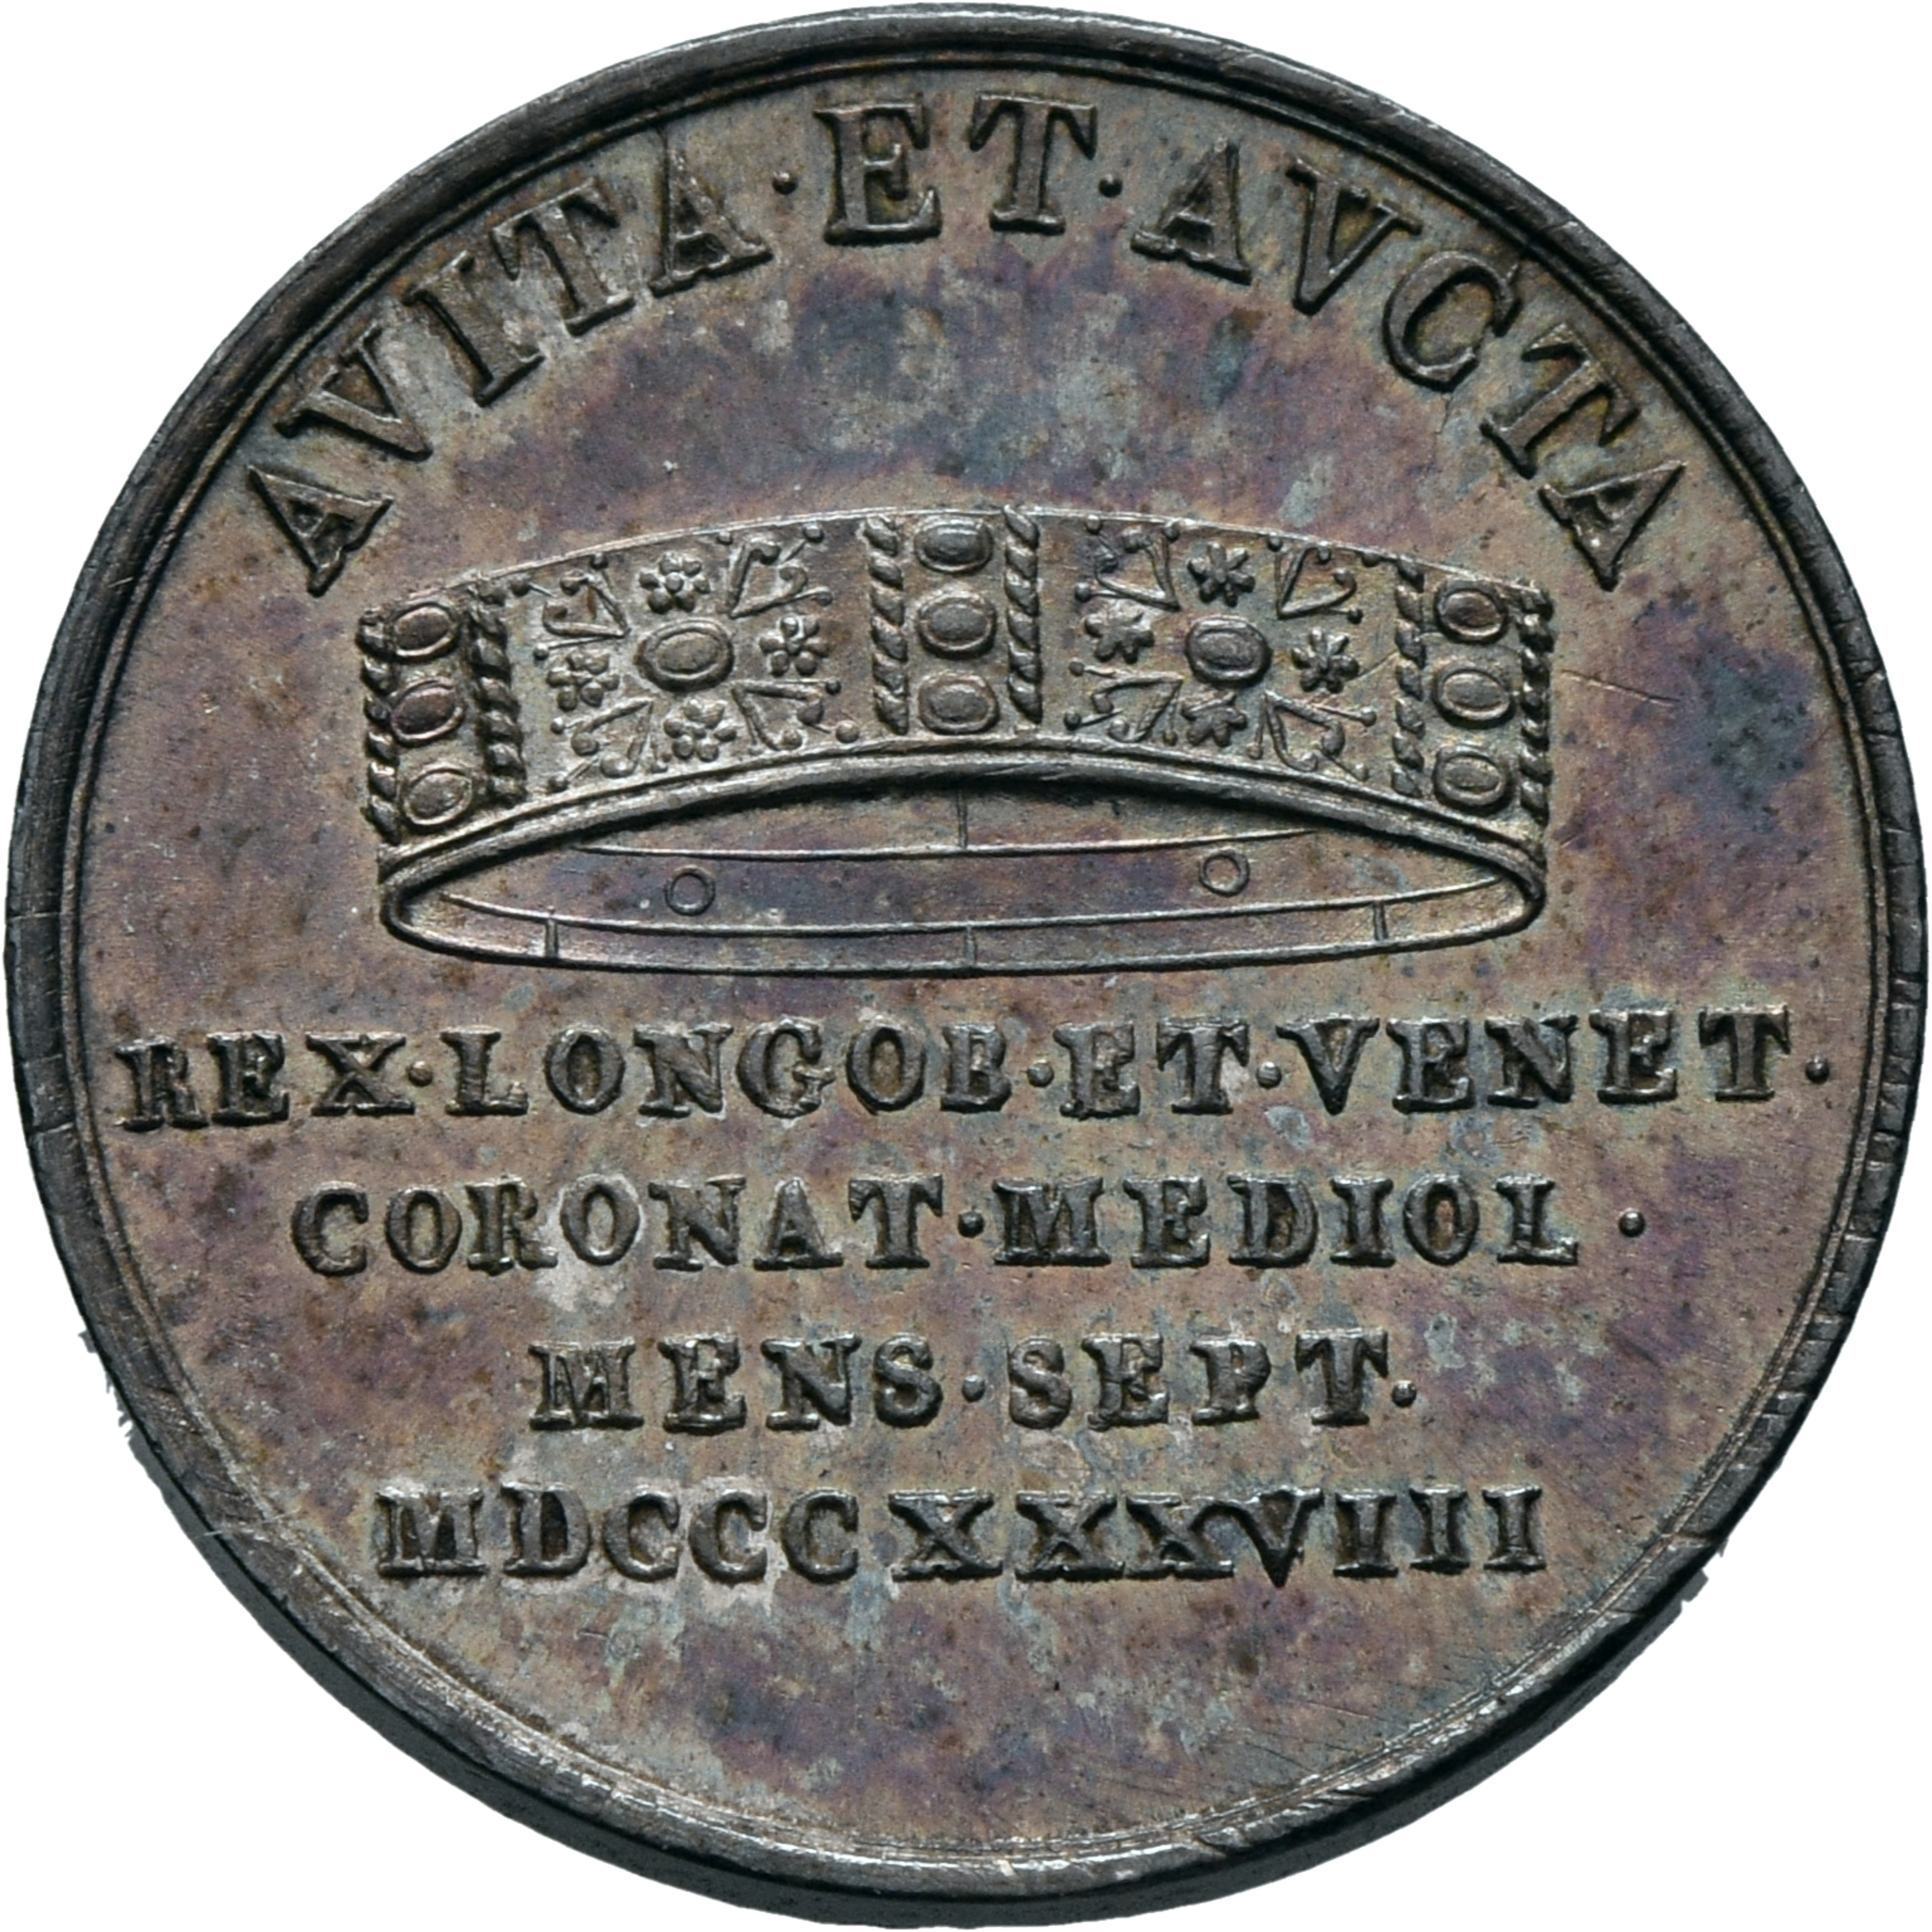 AVITA·ET·AVCTA
REX·LONGOB·ET·VENET.
CORONAT·MEDIOL·
MENS·SEPT.
MDCCCXXXVIII